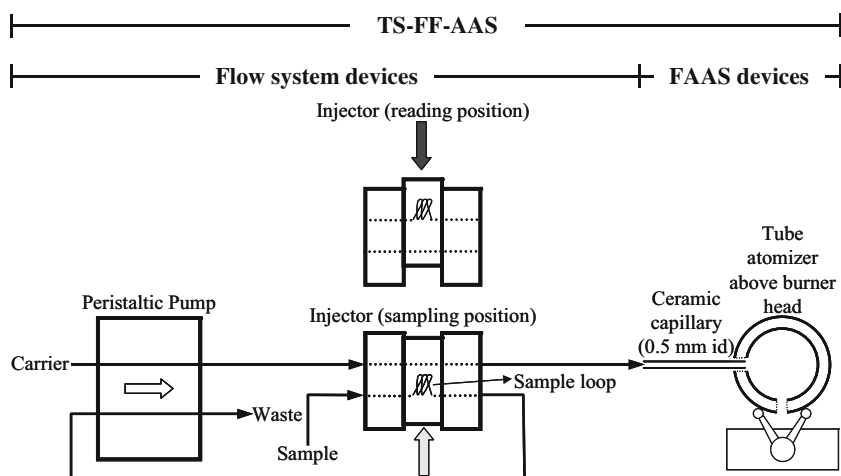 TS-FF-AAS
Flow system devices
FAAS devices
Injector (reading position)
Tube
atomizer
above burner
head
Peristaltic Pump
Injector (sampling position)
Ceramic
capillary
(0.5 mm id)
Carrier
Sample loop
Waste
Sample